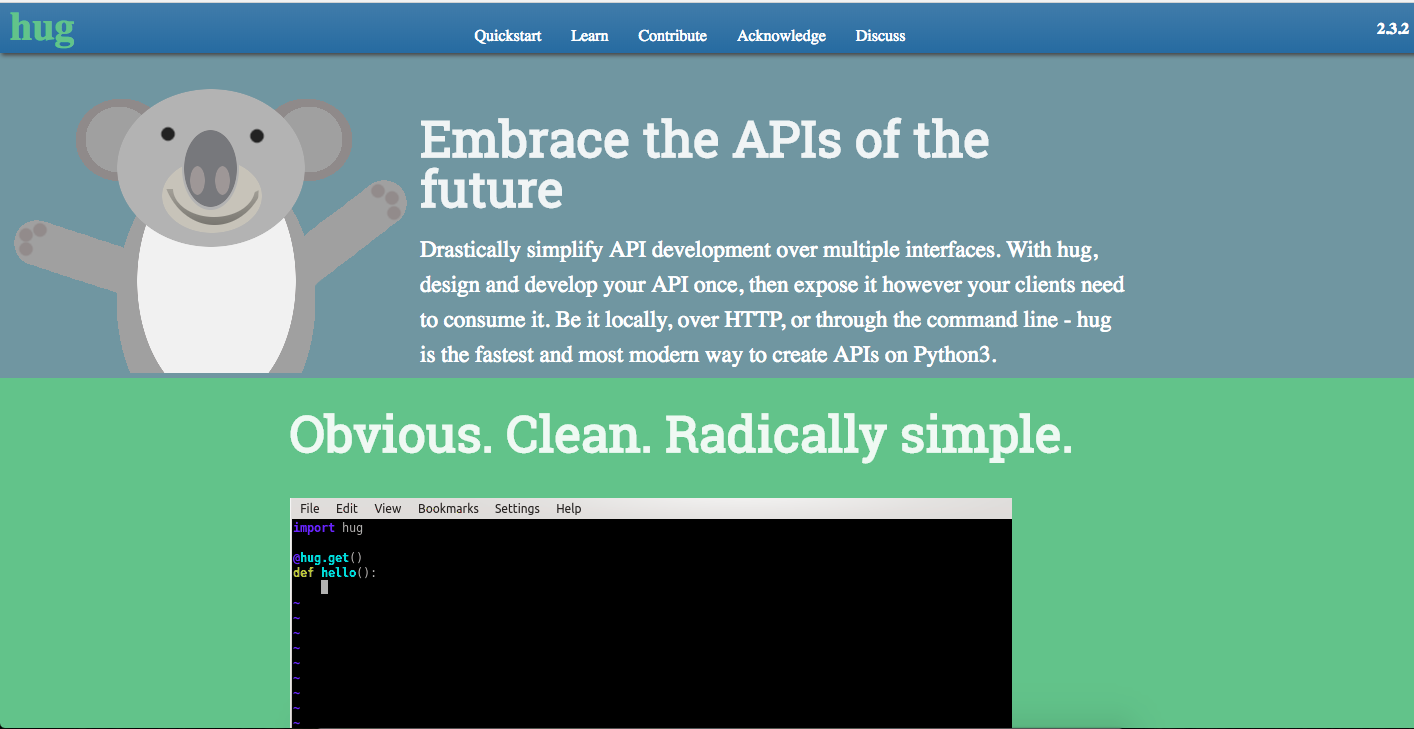 hug
Quickstart Learn Contribute Acknowledge Discuss
2.3.2
Embrace the APIs of the
future
Drastically simplify API development over multiple interfaces. With hug,
design and develop your API once, then expose it however your clients need
to consume it. Be it locally, over HTTP, or through the command line - hug
is the fastest and most modern way to create APIs on Python3.
Obvious. Clean. Radically simple.
File Edit View Bookmarks Settings Help
import hug
@hug.get()
def hello():
~
~
~
~
~
~
~
~
~